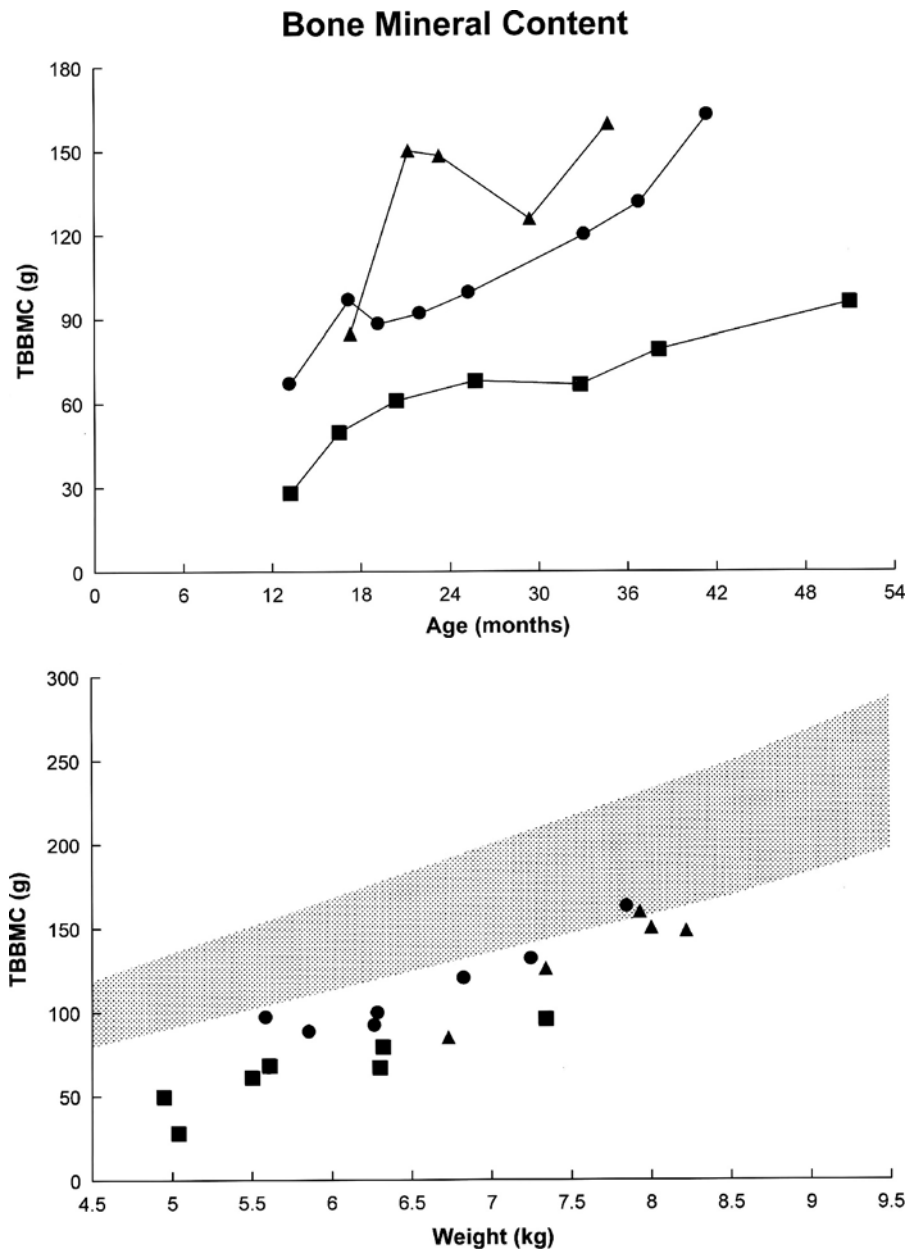 Bone Mineral Content
180
150
120
90
60
30
0
TBBMC (g)
0 6 12 18 24 30 36 42 48 54
Age (months)
300
250
200
150
100
50
0
TBBMC (g)
4.5 5 5.5 6 6.5 7 7.5 8 8.5 9 9.5
Weight (kg)